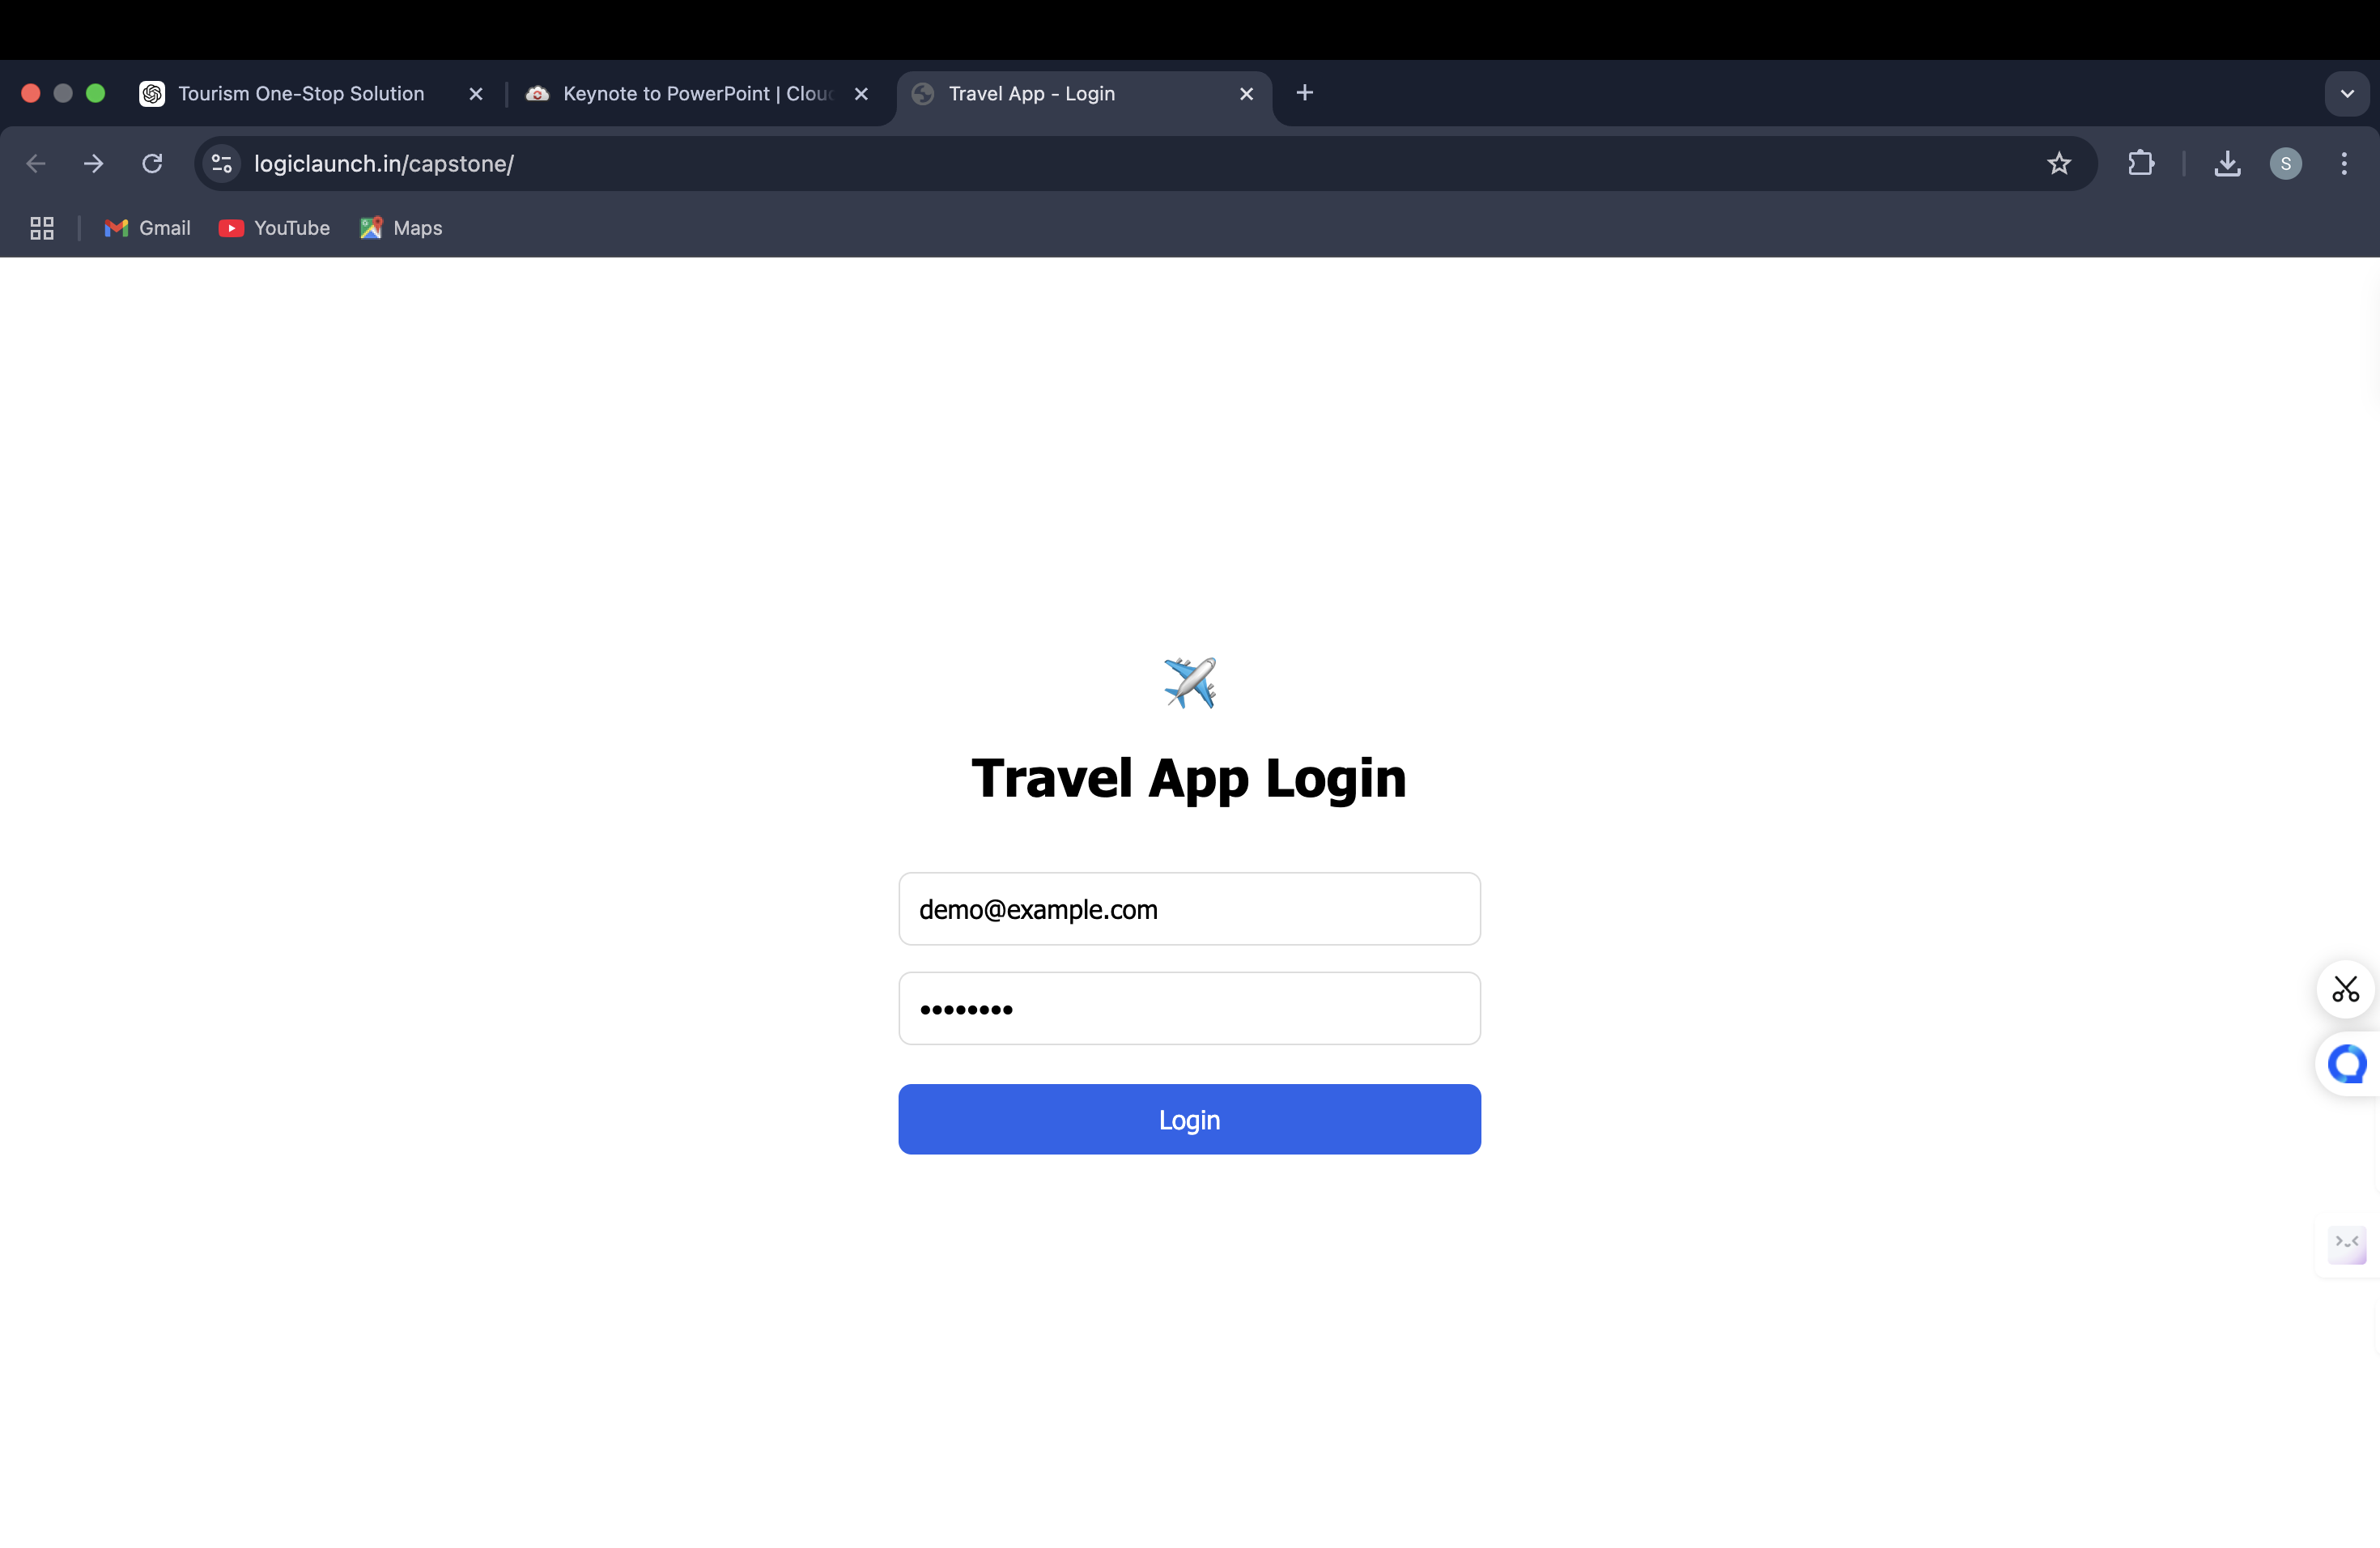 Tourism One-Stop Solution
Keynote to PowerPoint | Clou
Travel App - Login
logiclaunch.in/capstone/
S
Gmail
YouTube
Maps
Travel App Login
demo@example.com
••••••••
Login